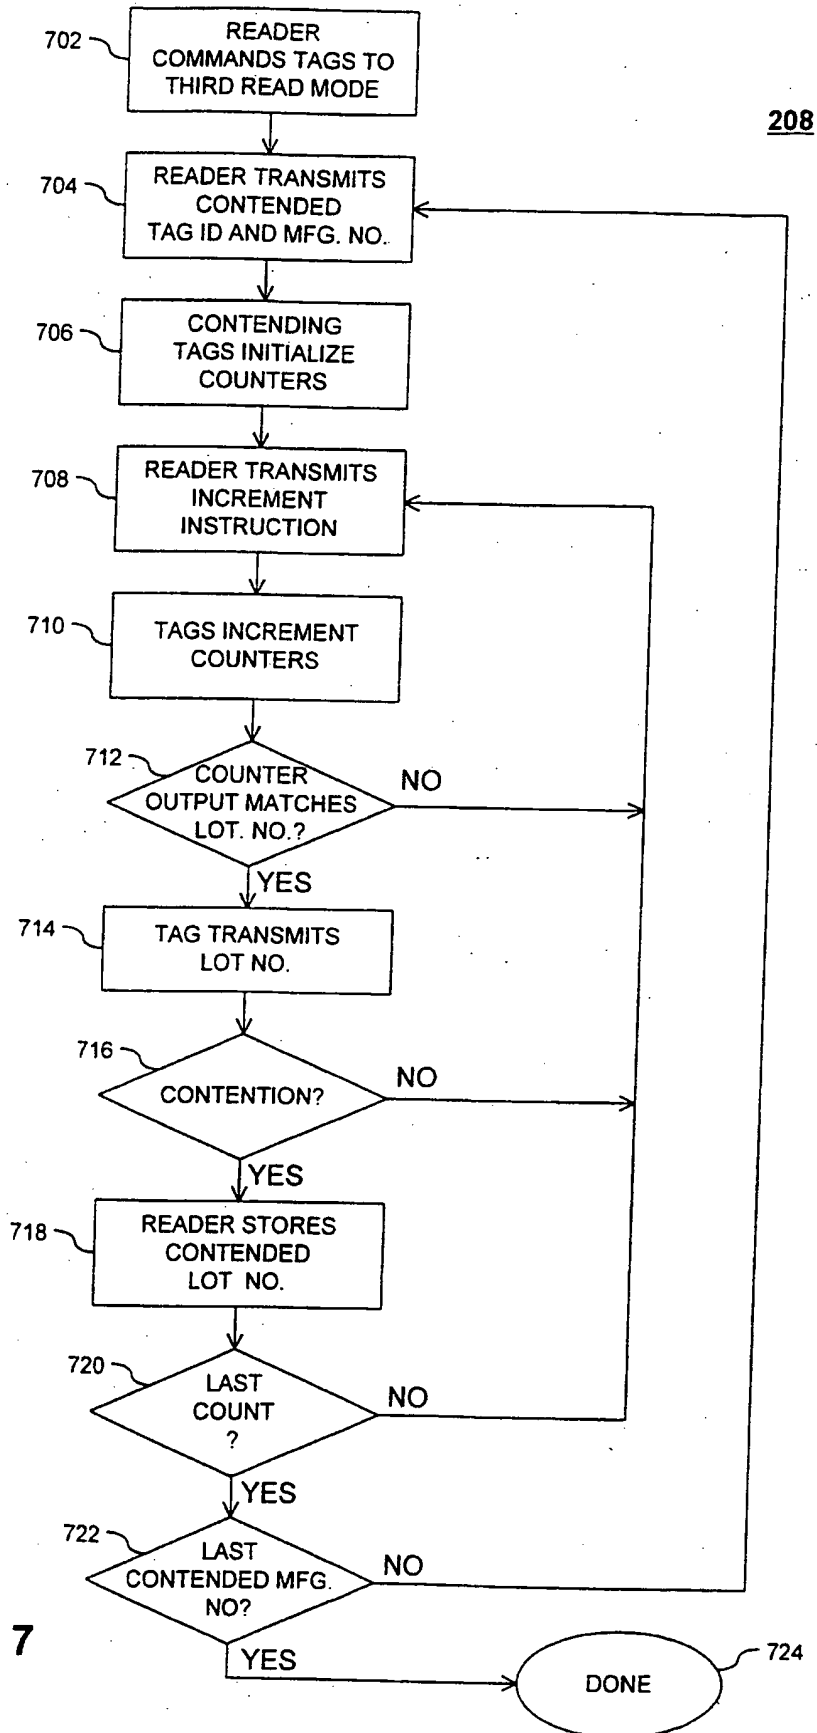 702
READER
COMMANDS TAGS TO
THIRD READ MODE
208
704
READER TRANSMITS
CONTENDED
TAG ID AND MFG. NO.
706
CONTENDING
TAGS INITIALIZE
COUNTERS
708
READER TRANSMITS
INCREMENT
INSTRUCTION
710
TAGS INCREMENT
COUNTERS
712
COUNTER
OUTPUT MATCHES
LOT. NO.?
NO
YES
714
TAG TRANSMITS
LOT NO.
716
CONTENTION?
NO
YES
718
READER STORES
CONTENDED
LOT NO.
720
LAST
COUNT
?
NO
YES
722
LAST
CONTENDED MFG.
NO?
NO
YES
7
DONE
724